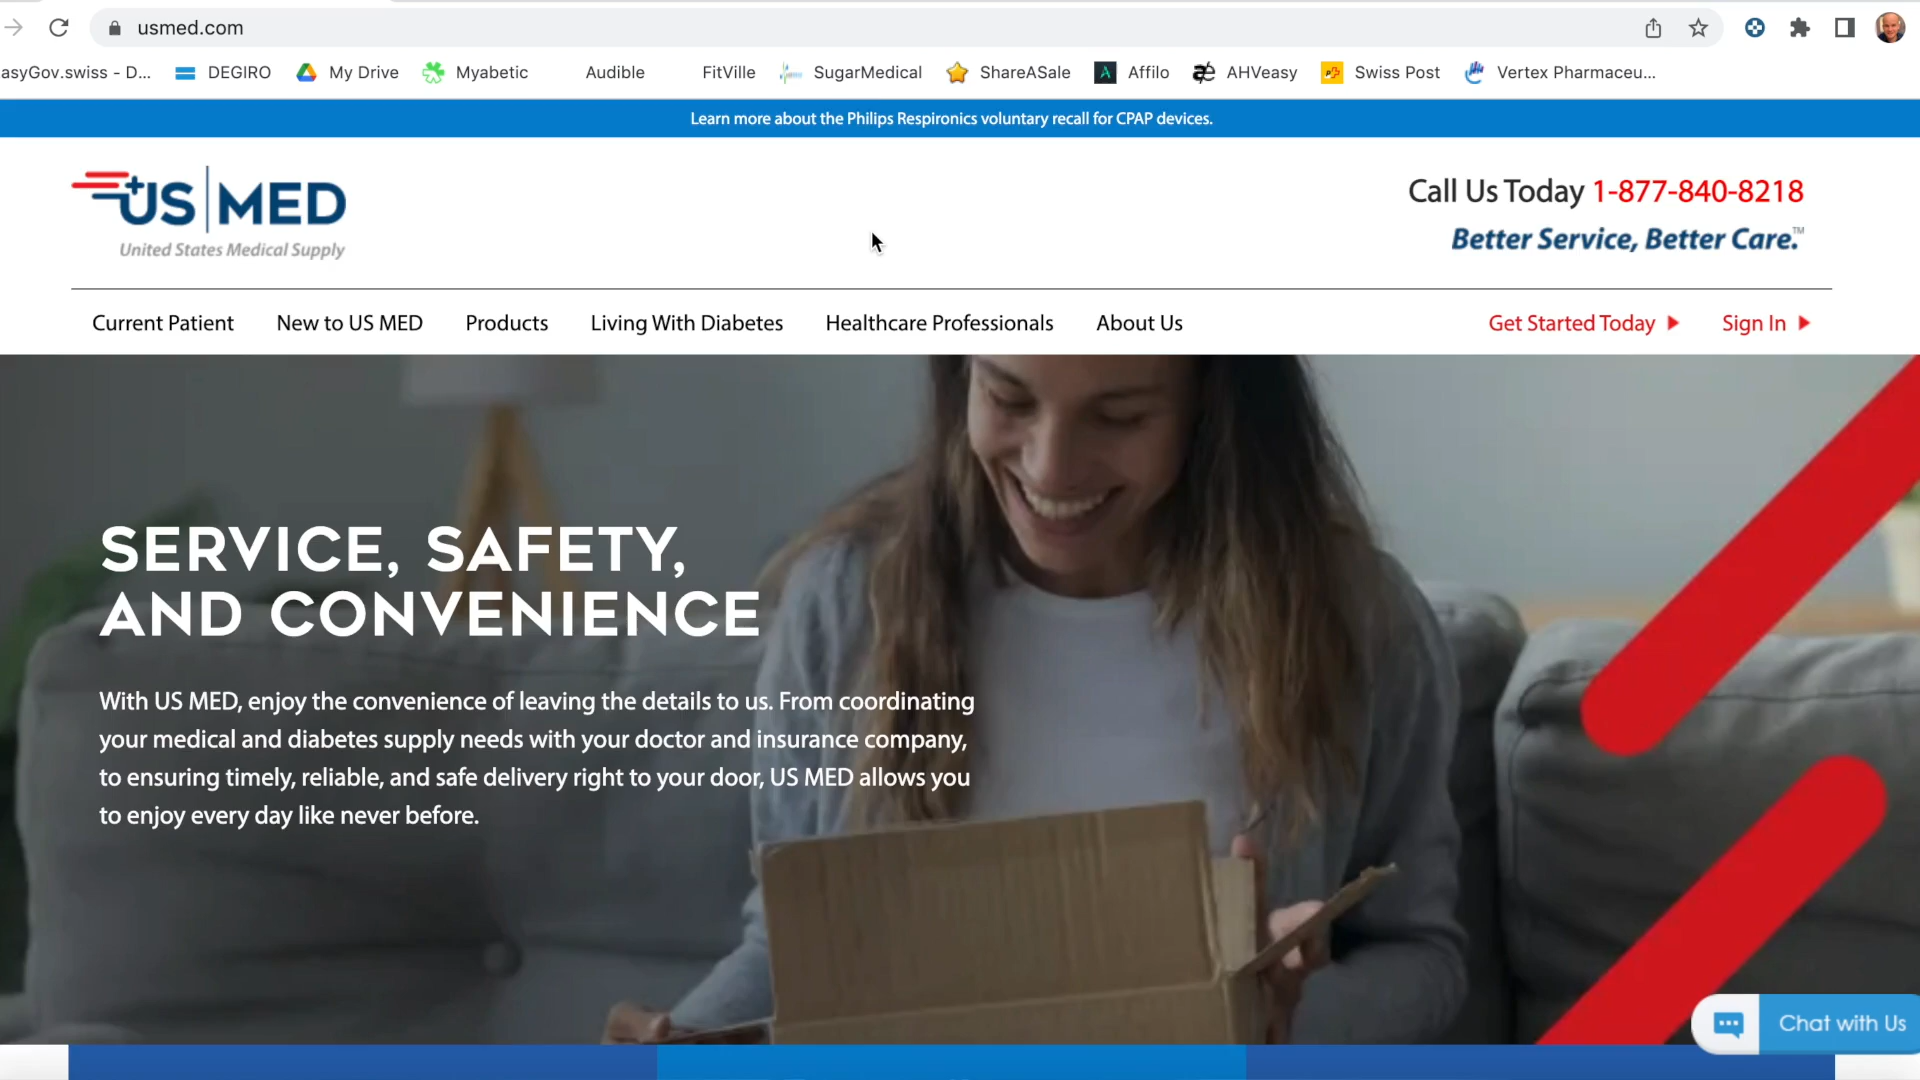 usmed.com
asyGov.swiss - D...
DEGIRO
My Drive
Myabetic
Audible
FitVille
SugarMedical
ShareASale
Affilo
AHVeasy
Swiss Post
Vertex Pharmaceu...
Learn more about the Philips Respironics voluntary recall for CPAP devices.
US MED
United States Medical Supply
Call Us Today 1-877-840-8218
Better Service, Better Care.™
Current Patient
New to US MED
Products
Living With Diabetes
Healthcare Professionals
About Us
Get Started Today
Sign In
SERVICE, SAFETY,
AND CONVENIENCE
With US MED, enjoy the convenience of leaving the details to us. From coordinating
your medical and diabetes supply needs with your doctor and insurance company,
to ensuring timely, reliable, and safe delivery right to your door, US MED allows you
to enjoy every day like never before.
Chat with Us